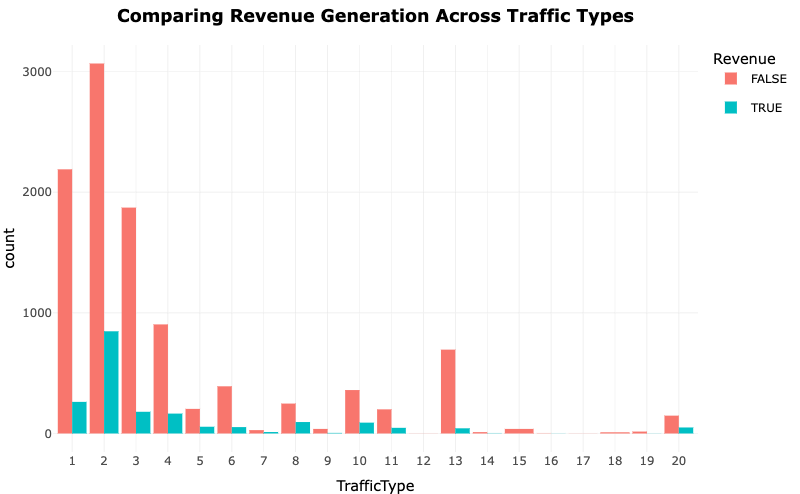 Comparing Revenue Generation Across Traffic Types
Revenue
FALSE
TRUE
count
3000
2000
1000
0
1 2 3 4 5 6 7 8 9 10 11 12 13 14 15 16 17 18 19 20
TrafficType